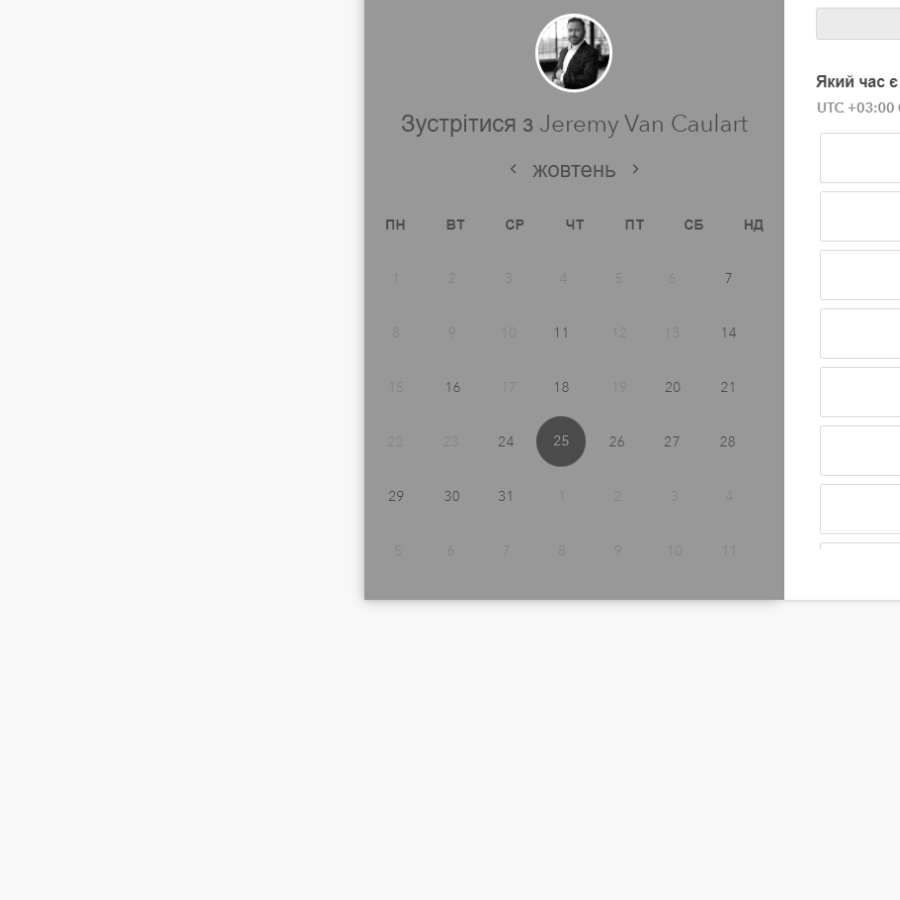 Зустрітися з Jeremy Van Caulart
жовтень
ПН ВТ СР ЧТ ПТ СБ НД
1 2 3 4 5 6 7
8 9 10 11 12 13 14
15 16 17 18 19 20 21
22 23 24 25 26 27 28
29 30 31 1 2 3 4
5 6 7 8 9 10 11
Який час є
UTC +03:00